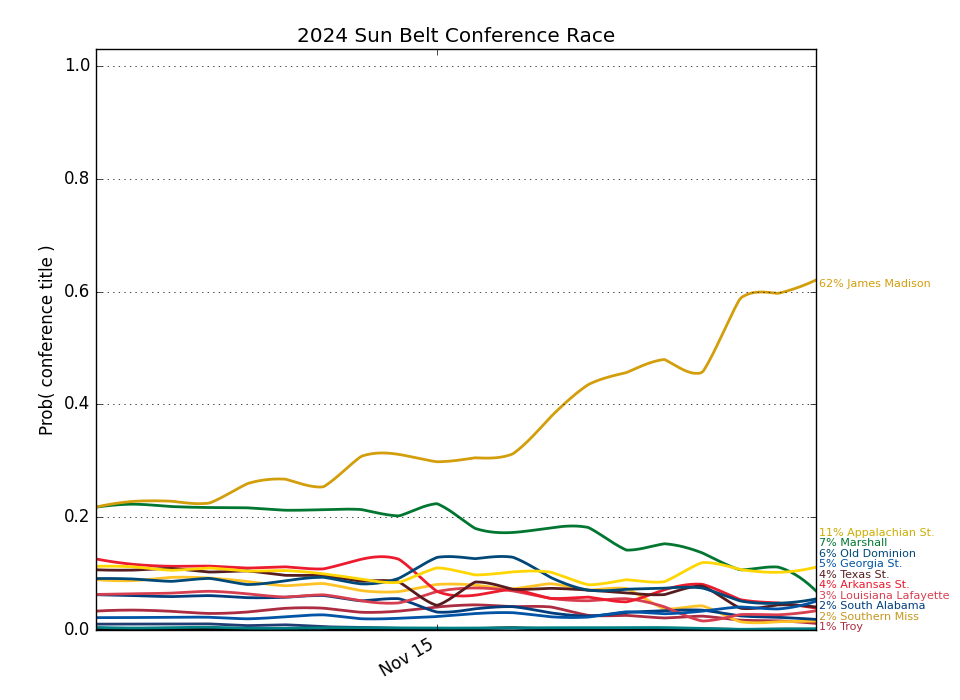 2024 Sun Belt Conference Race
Prob( conference title )
1.0
0.8
0.6
0.4
0.2
0.0
Nov 15
62% James Madison
11% Appalachian St.
7% Marshall
6% Old Dominion
5% Georgia St.
4% Texas St.
4% Arkansas St.
3% Louisiana Lafayette
2% South Alabama
2% Southern Miss
1% Troy